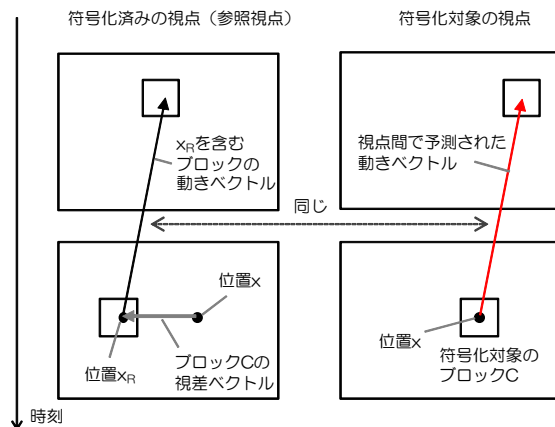 符号化済みの視点（参照視点）
符号化対象の視点
xRを含む
ブロックの
動きベクトル
視点間で予測された
動きベクトル
同じ
位置x
位置xR
ブロックCの
視差ベクトル
位置x
符号化対象の
ブロックC
時刻